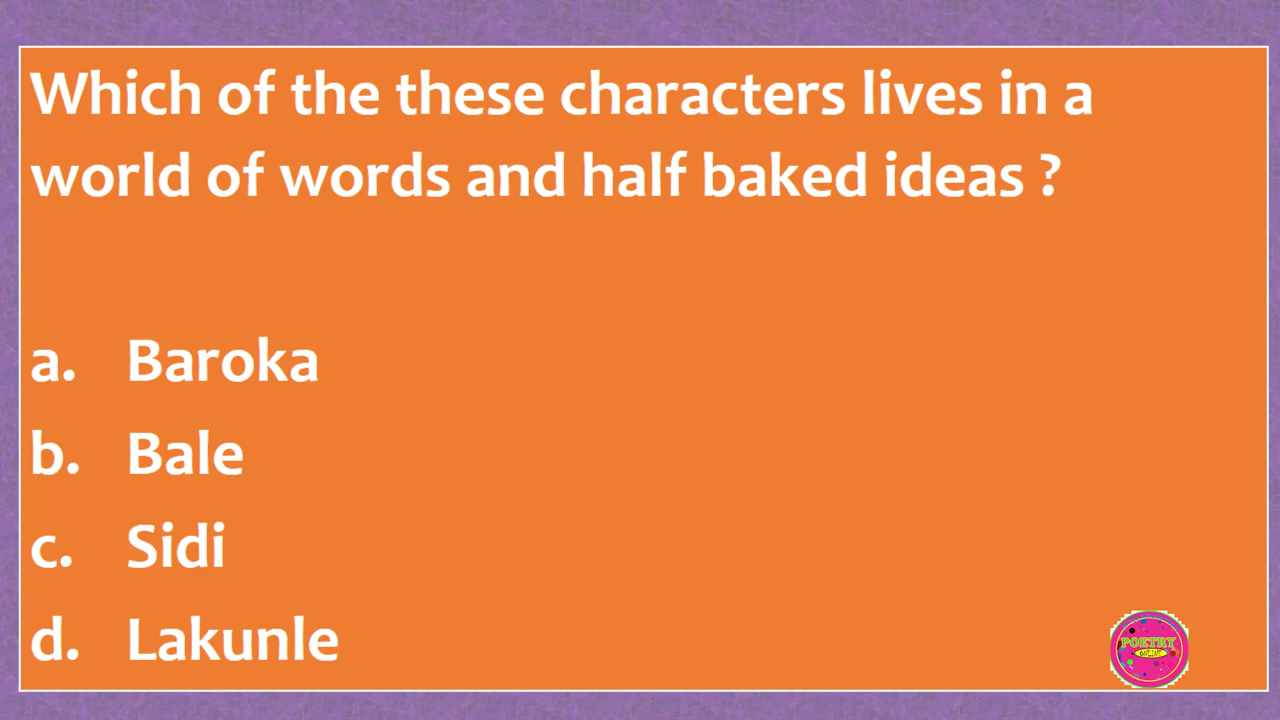 Which of the these characters lives in a
world of words and half baked ideas ?
a. Baroka
b. Bale
c. Sidi
d. Lakunle
POETRY